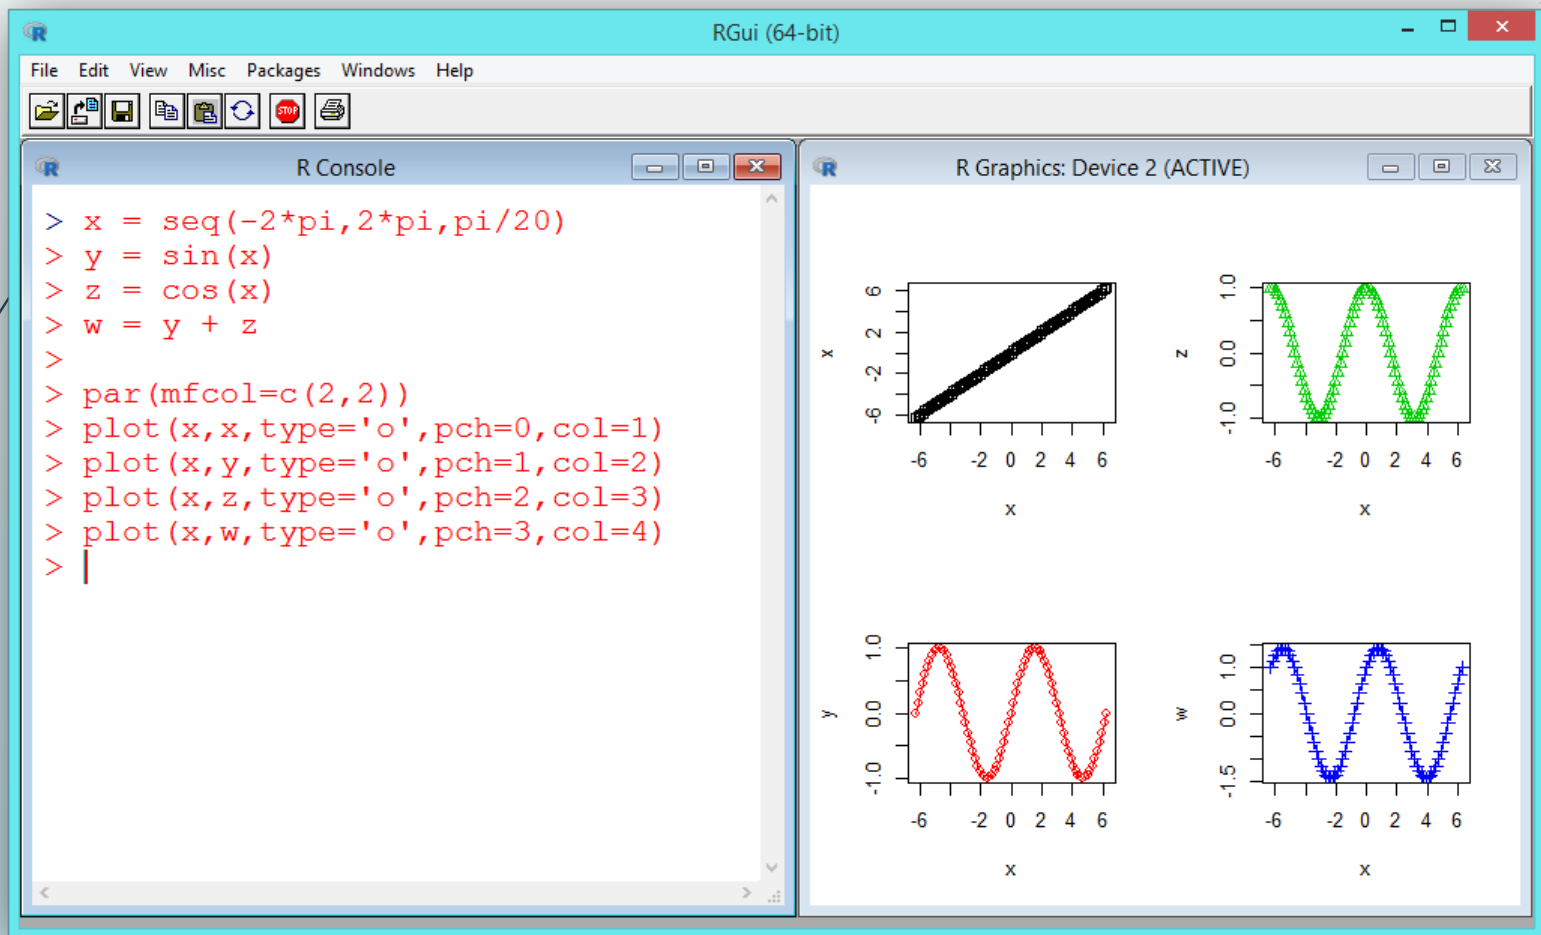 RGui (64-bit)
File Edit View Misc Packages Windows Help
STOP
R Console
> x = seq(-2*pi,2*pi,pi/20)
> y = sin(x)
> z = cos(x)
> w = y + z
>
> par(mfcol=c(2,2))
> plot(x,x,type='o',pch=0,col=1)
> plot(x,y,type='o',pch=1,col=2)
> plot(x,z,type='o',pch=2,col=3)
> plot(x,w,type='o',pch=3,col=4)
>
R Graphics: Device 2 (ACTIVE)
6
2
-2
-6
x
-6 -2 0 2 4 6
x
1.0
0.0
-1.0
z
-6 -2 0 2 4 6
x
1.0
0.0
-1.0
y
-6 -2 0 2 4 6
x
1.0
0.0
-1.5
w
-6 -2 0 2 4 6
x